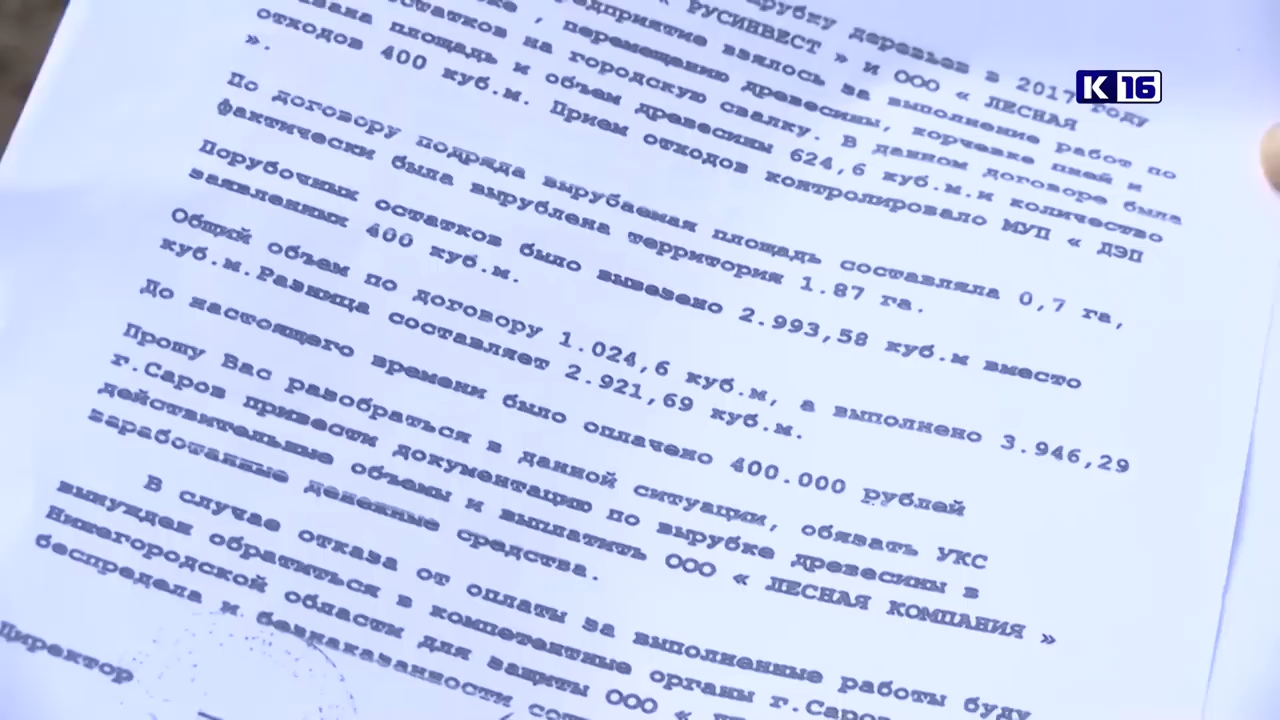 К 16
вырубку деревьев в 2017 году
« РУСИНВЕСТ » и ООО « ЛЕСНАЯ
предприятие взялось за выполнение работ по
, перемещению древесины, корчевке пней и
остатков на городскую свалку. В данном договоре была
площадь и объем древесины 624,6 куб.м.и количество
отходов 400 куб.м. Прием отходов контролировало МУП « ДЭП
».
По договору подряда вырубаемая площадь составляла 0,7 га,
фактически была вырублена территория 1.87 га.
Порубочных остатков было вывезено 2.993,58 куб.м вместо
заявленных 400 куб.м.
Общий объем по договору 1.024,6 куб.м, а выполнено 3.946,29
куб.м.Разница составляет 2.921,69 куб.м.
До настоящего времени было оплачено 400.000 рублей
Прошу Вас разобраться в данной ситуации, обязать УКС
г.Саров привести документацию по вырубке древесины в
действительные объемы и выплатить ООО « ЛЕСНАЯ КОМПАНИЯ »
заработанные денежные средства.
В случае отказа от оплаты за выполненные работы буду
вынужден обратиться в компетентные органы г.Саров
Нижегородской области для защиты ООО «
беспредела и безнаказанности
Директор